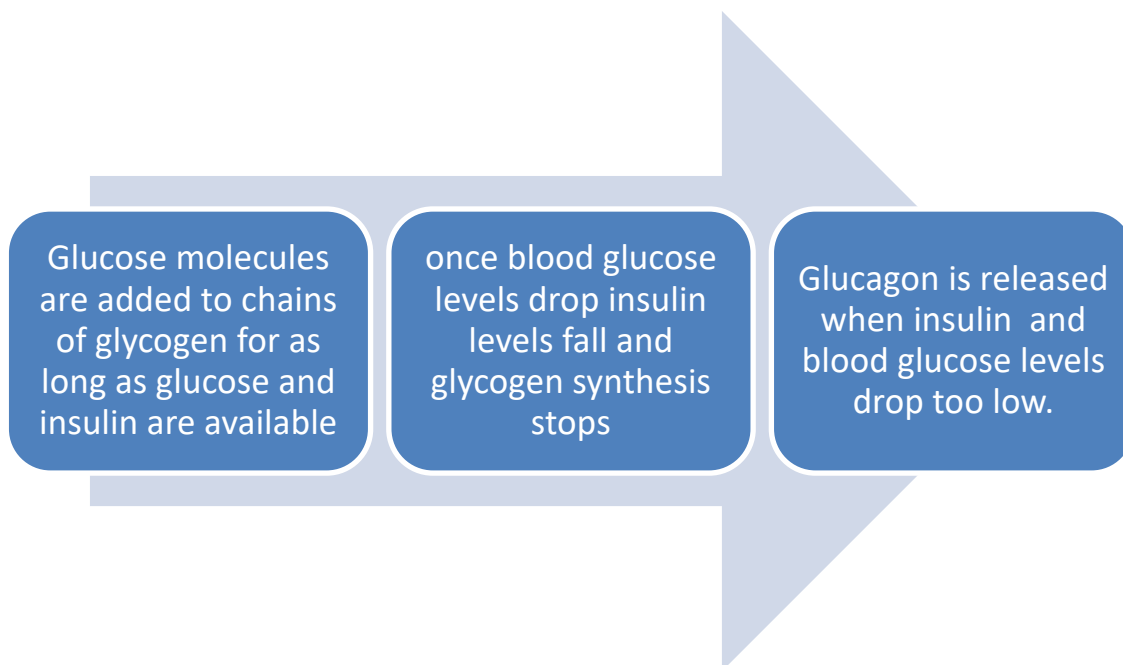 Glucose molecules
are added to chains
of glycogen for as
long as glucose and
insulin are available
once blood glucose
levels drop insulin
levels fall and
glycogen synthesis
stops
Glucagon is released
when insulin  and
blood glucose levels
drop too low.